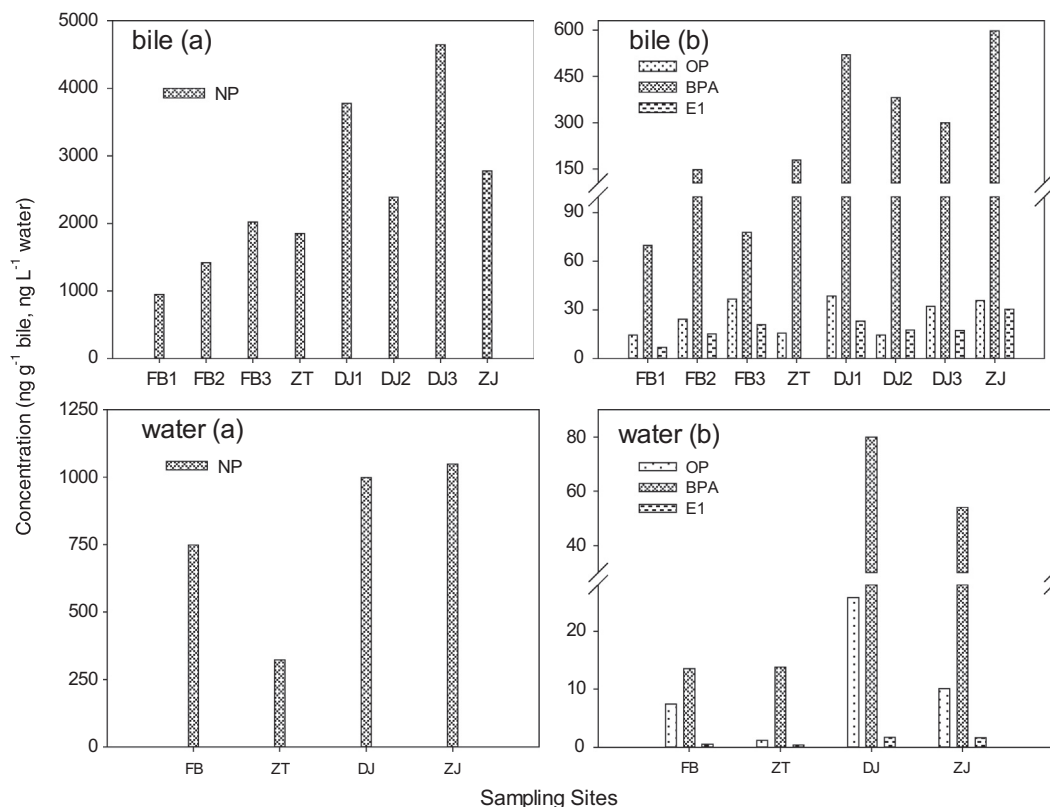 bile (a)
NP
5000
4000
3000
2000
1000
0
FB1 FB2 FB3 ZT DJ1 DJ2 DJ3 ZJ
bile (b)
OP
BPA
E1
600
450
300
150
90
60
30
0
FB1 FB2 FB3 ZT DJ1 DJ2 DJ3 ZJ
Concentration (ng g⁻¹ bile, ng L⁻¹ water)
water (a)
NP
1250
1000
750
500
250
0
FB ZT DJ ZJ
water (b)
OP
BPA
E1
80
60
40
20
10
0
FB ZT DJ ZJ
Sampling Sites